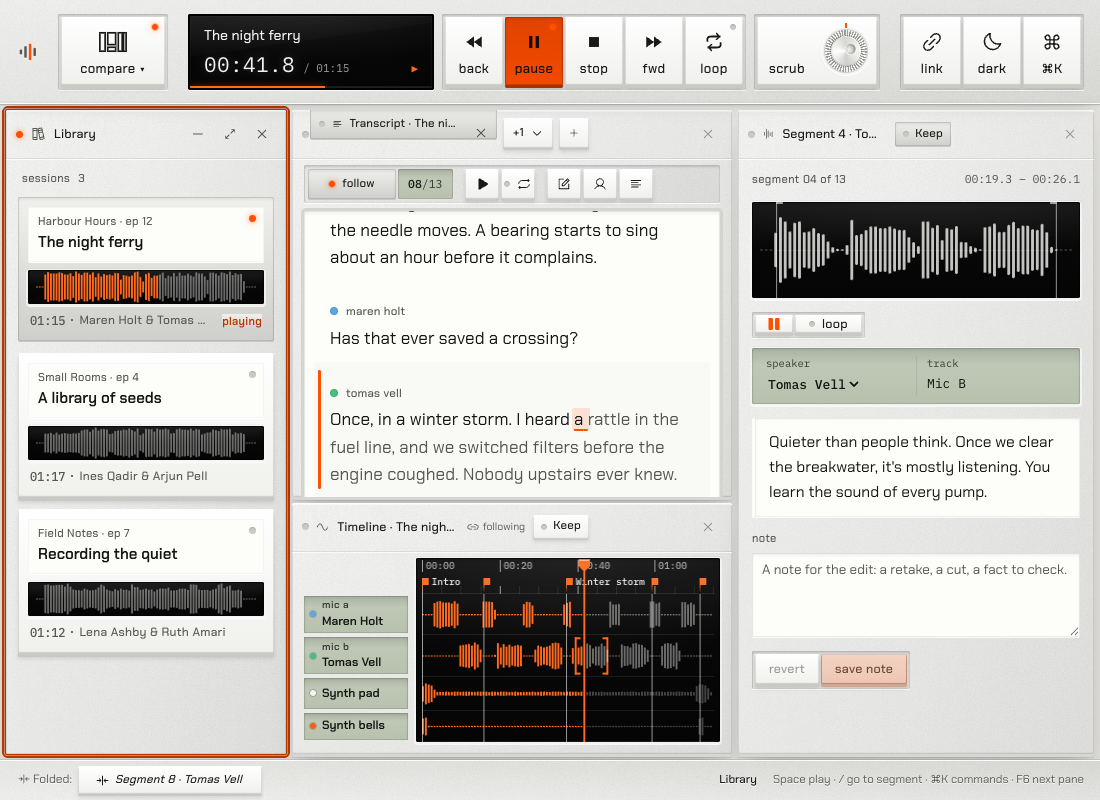 compare ▾
The night ferry
00:41.8 / 01:15 ▸
back
pause
stop
fwd
loop
scrub
link
dark
⌘
⌘K
Library
sessions 3
Harbour Hours · ep 12
The night ferry
01:15 · Maren Holt & Tomas ... playing
Small Rooms · ep 4
A library of seeds
01:17 · Ines Qadir & Arjun Pell
Field Notes · ep 7
Recording the quiet
01:12 · Lena Ashby & Ruth Amari
Transcript · The ni...
+1
+
follow
08/13
the needle moves. A bearing starts to sing
about an hour before it complains.
maren holt
Has that ever saved a crossing?
tomas vell
Once, in a winter storm. I heard a rattle in the
fuel line, and we switched filters before the
engine coughed. Nobody upstairs ever knew.
Timeline · The nigh...
following
Keep
00:00 00:20 00:40 01:00
Intro
Winter storm
mic a
Maren Holt
mic b
Tomas Vell
Synth pad
Synth bells
Segment 4 · To...
Keep
segment 04 of 13
00:19.3 – 00:26.1
loop
speaker
Tomas Vell
track
Mic B
Quieter than people think. Once we clear
the breakwater, it's mostly listening. You
learn the sound of every pump.
note
A note for the edit: a retake, a cut, a fact to check.
revert
save note
Folded:
Segment 8 · Tomas Vell
Library
Space play · / go to segment · ⌘K commands · F6 next pane